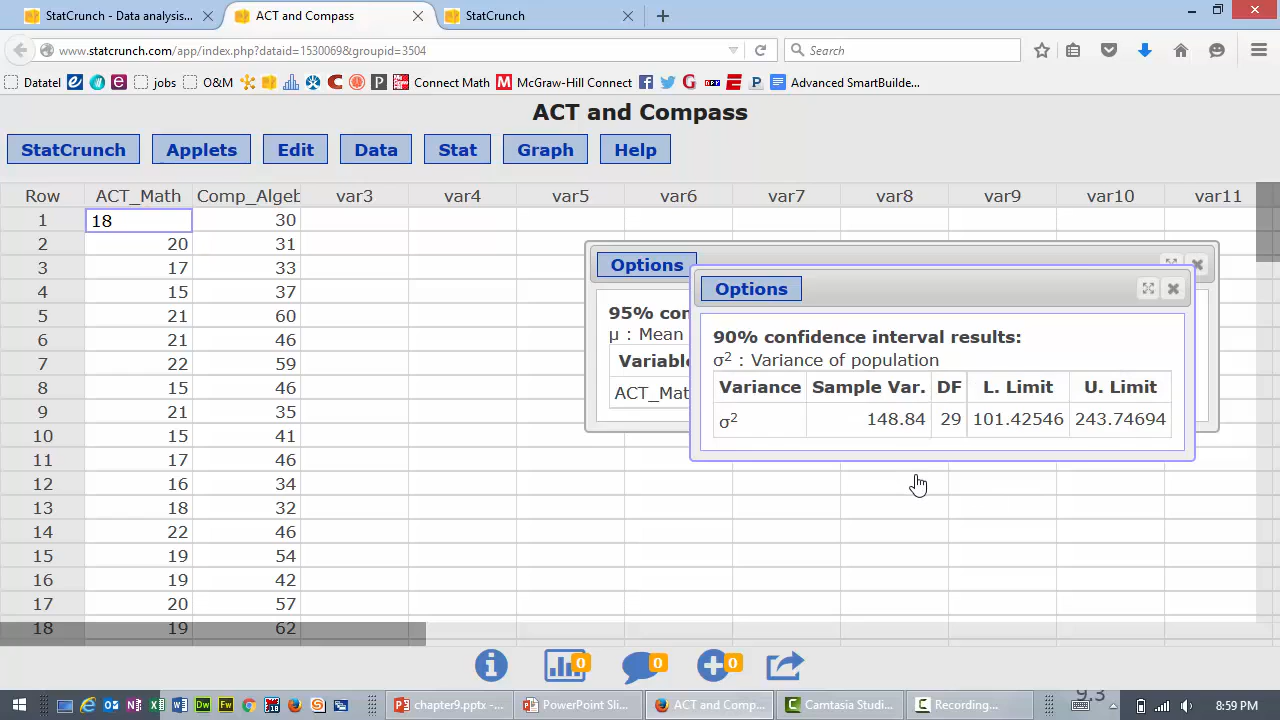 StatCrunch - Data analysis...
ACT and Compass
StatCrunch
www.statcrunch.com/app/index.php?dataid=1530069&groupid=3504
Search
Datatel
jobs
O&M
Connect Math
McGraw-Hill Connect
Advanced SmartBuilde...
ACT and Compass
StatCrunch Applets Edit Data Stat Graph Help
Row ACT_Math Comp_Algeb var3 var4 var5 var6 var7 var8 var9 var10 var11
1 18 30
2 20 31
3 17 33
4 15 37
5 21 60
6 21 46
7 22 59
8 15 46
9 21 35
10 15 41
11 17 46
12 16 34
13 18 32
14 22 46
15 19 54
16 19 42
17 20 57
18 19 62
Options
95% con
μ : Mean
Variable
ACT_Mat
Options
90% confidence interval results:
σ² : Variance of population
Variance Sample Var. DF L. Limit U. Limit
σ² 148.84 29 101.42546 243.74694
0 0 0
chapter9.pptx -...
PowerPoint Sli...
ACT and Comp...
Camtasia Studi...
Recording...
9.3
8:59 PM